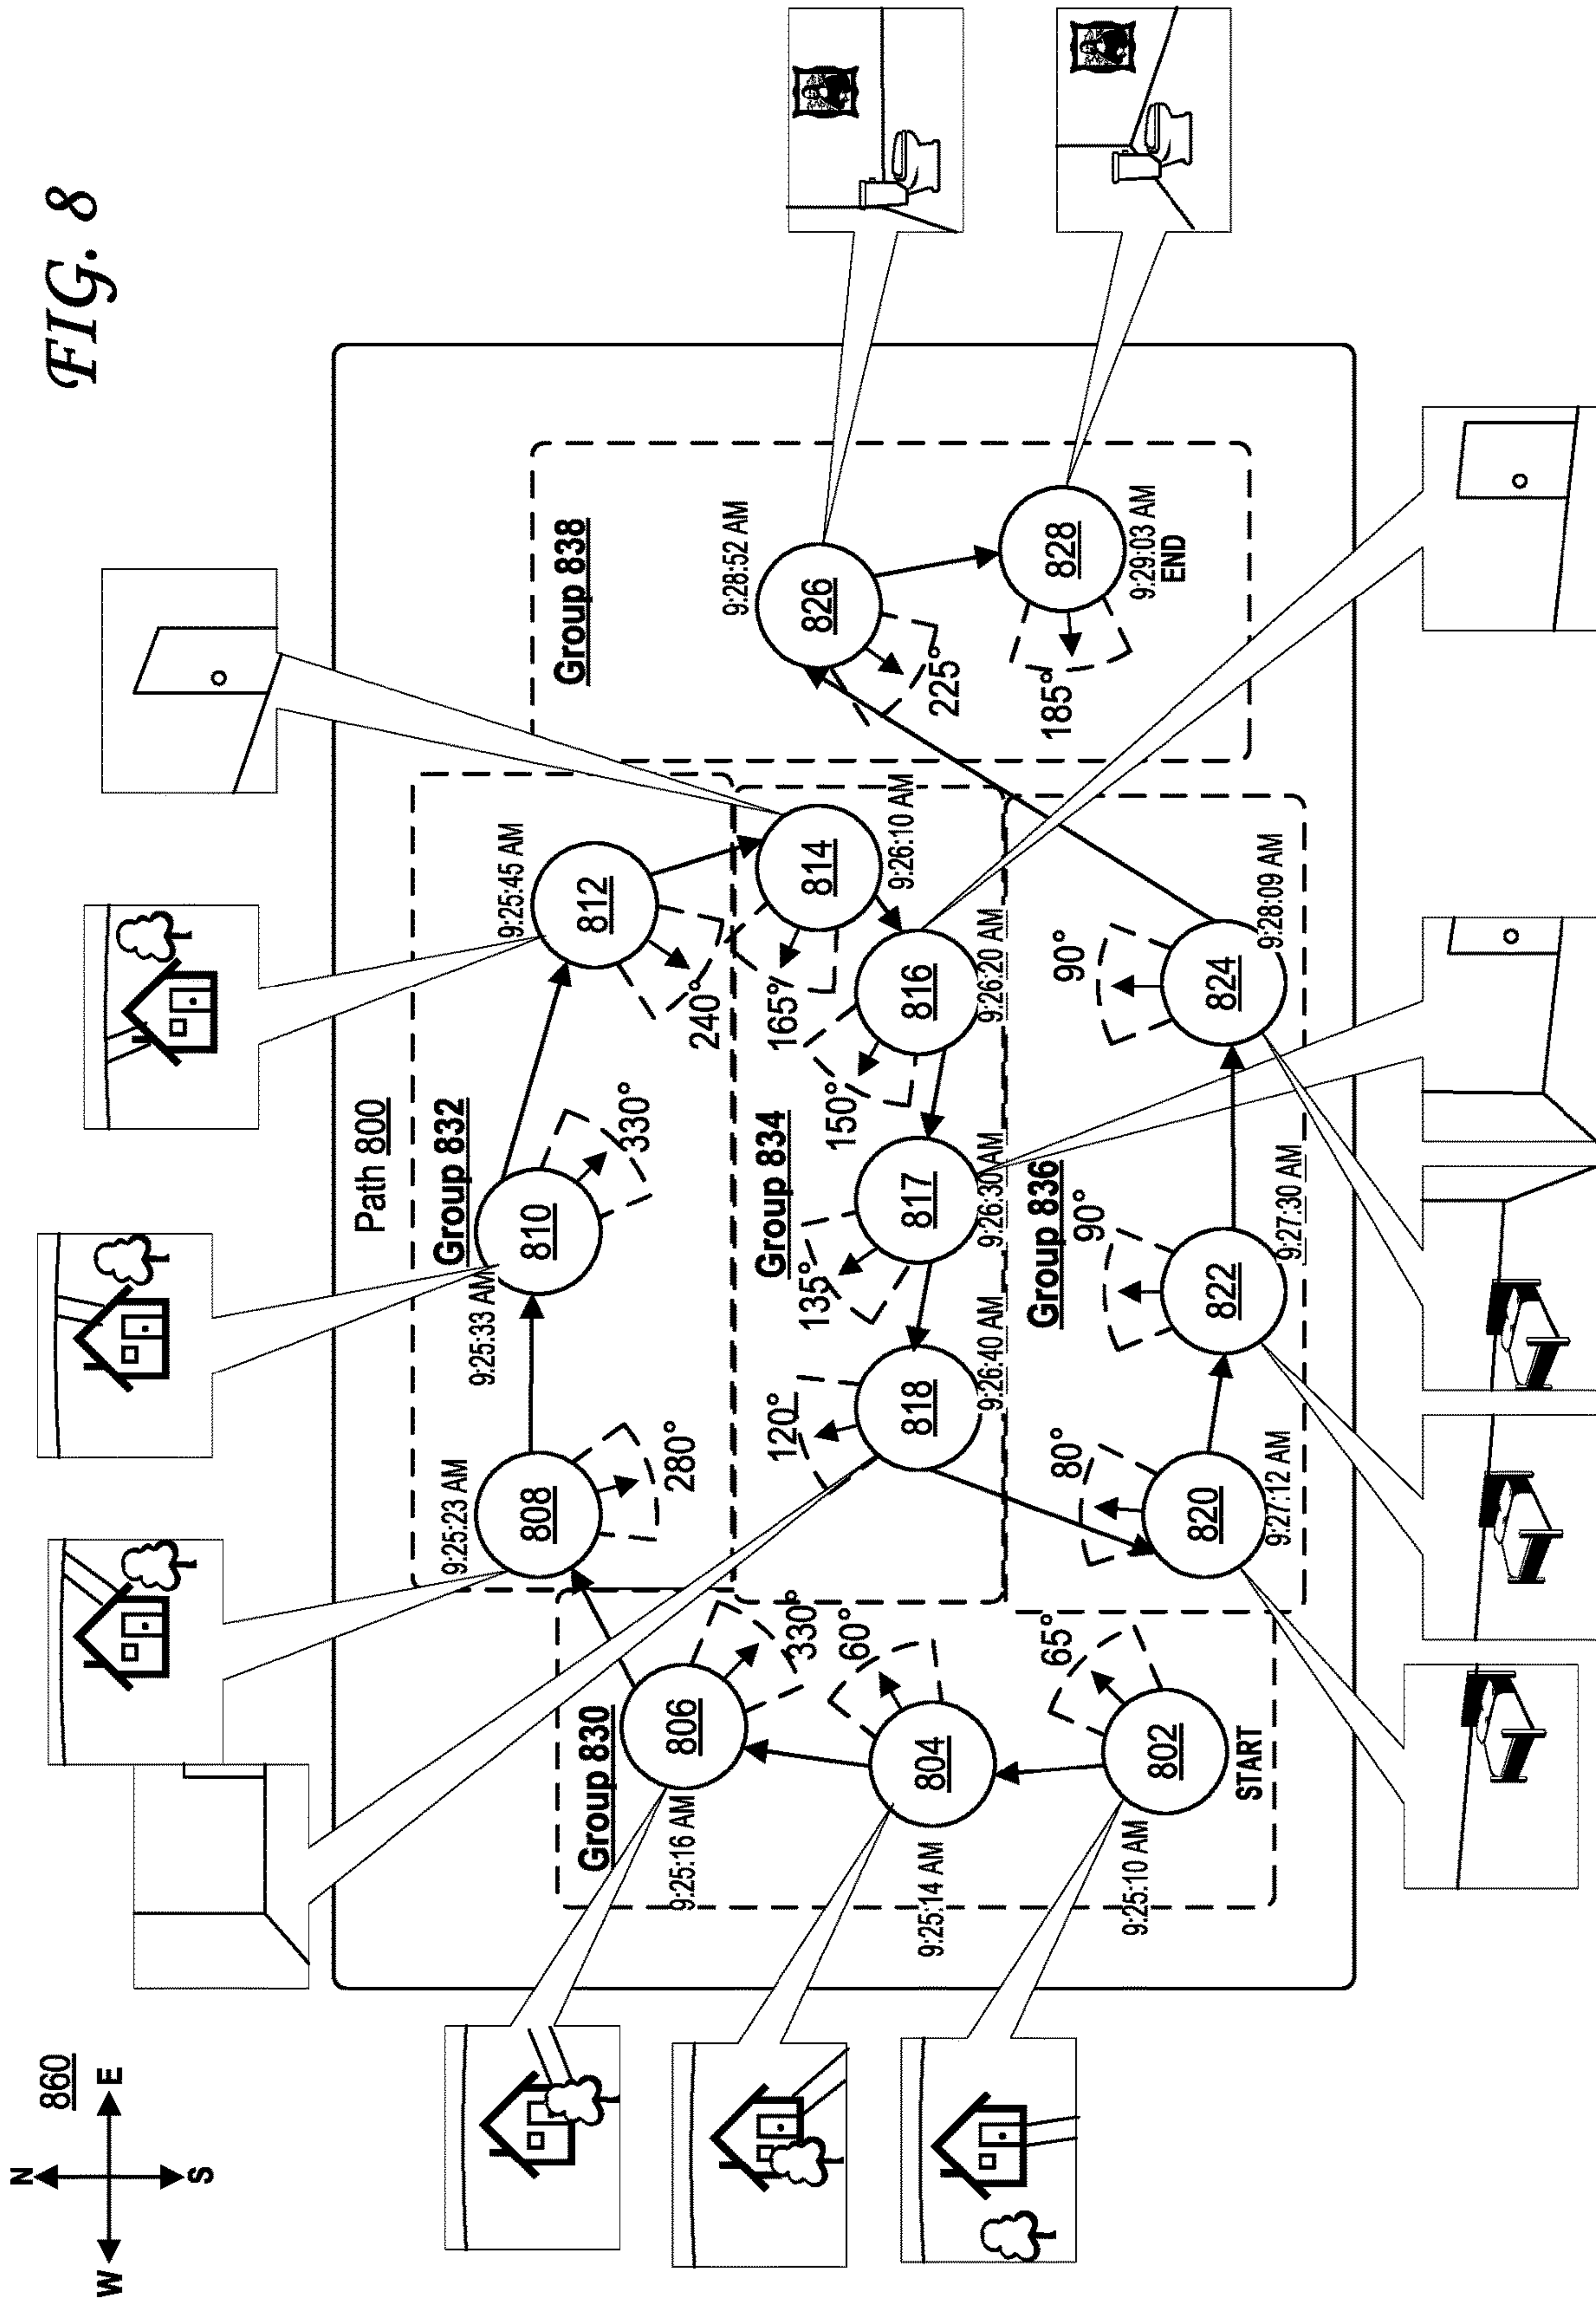 FIG. 8
860
N
W
E
S
Path 800
Group 830
802
START
9:25:10 AM
65°
804
9:25:14 AM
60°
806
9:25:16 AM
330°
Group 832
808
9:25:23 AM
280°
810
9:25:33 AM
330°
812
9:25:45 AM
240°
Group 834
814
9:26:10 AM
165°
816
9:26:20 AM
150°
817
9:26:30 AM
135°
818
9:26:40 AM
120°
Group 836
820
9:27:12 AM
80°
822
9:27:30 AM
90°
824
9:28:09 AM
90°
Group 838
826
9:28:52 AM
225°
828
9:29:03 AM
END
185°